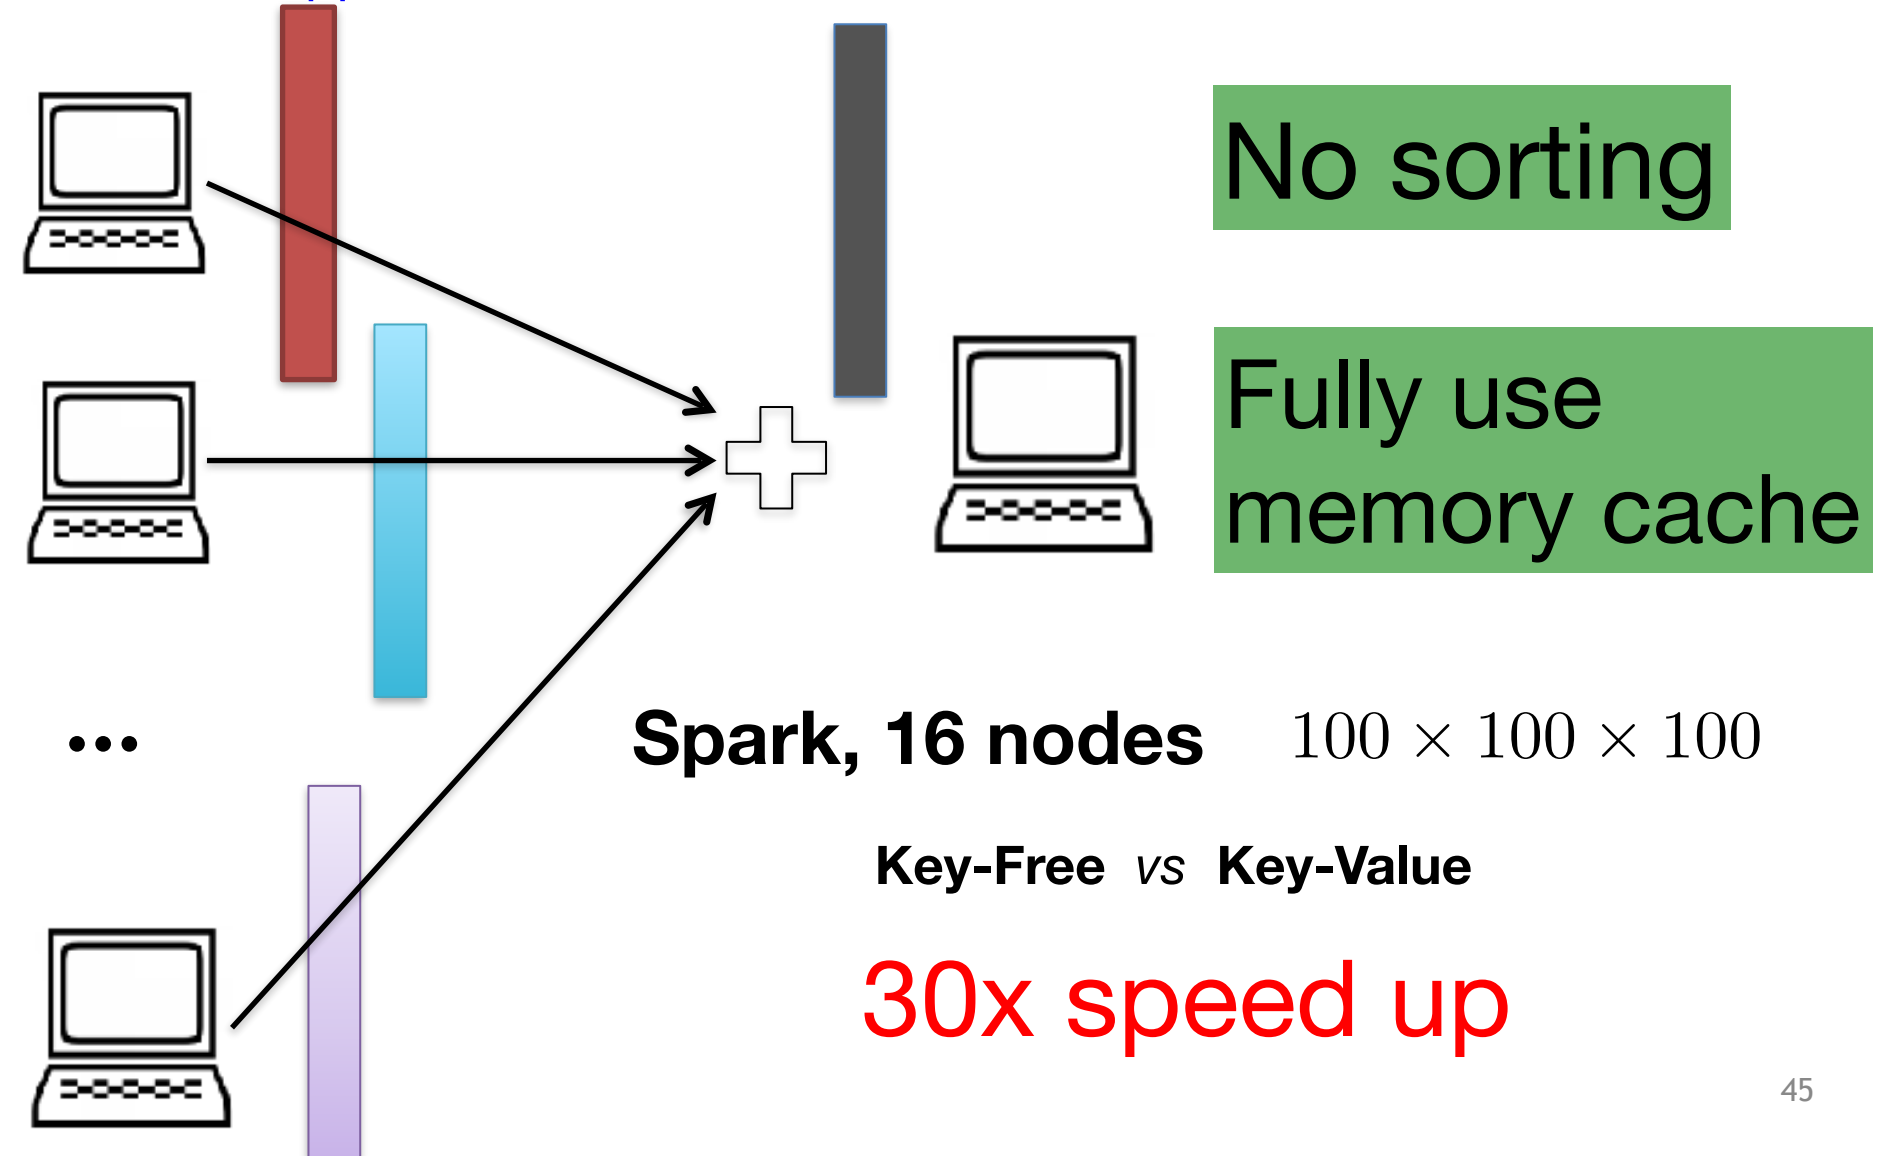 No sorting
Fully use
memory cache
...
Spark, 16 nodes 100 × 100 × 100
Key-Free vs Key-Value
30x speed up
45